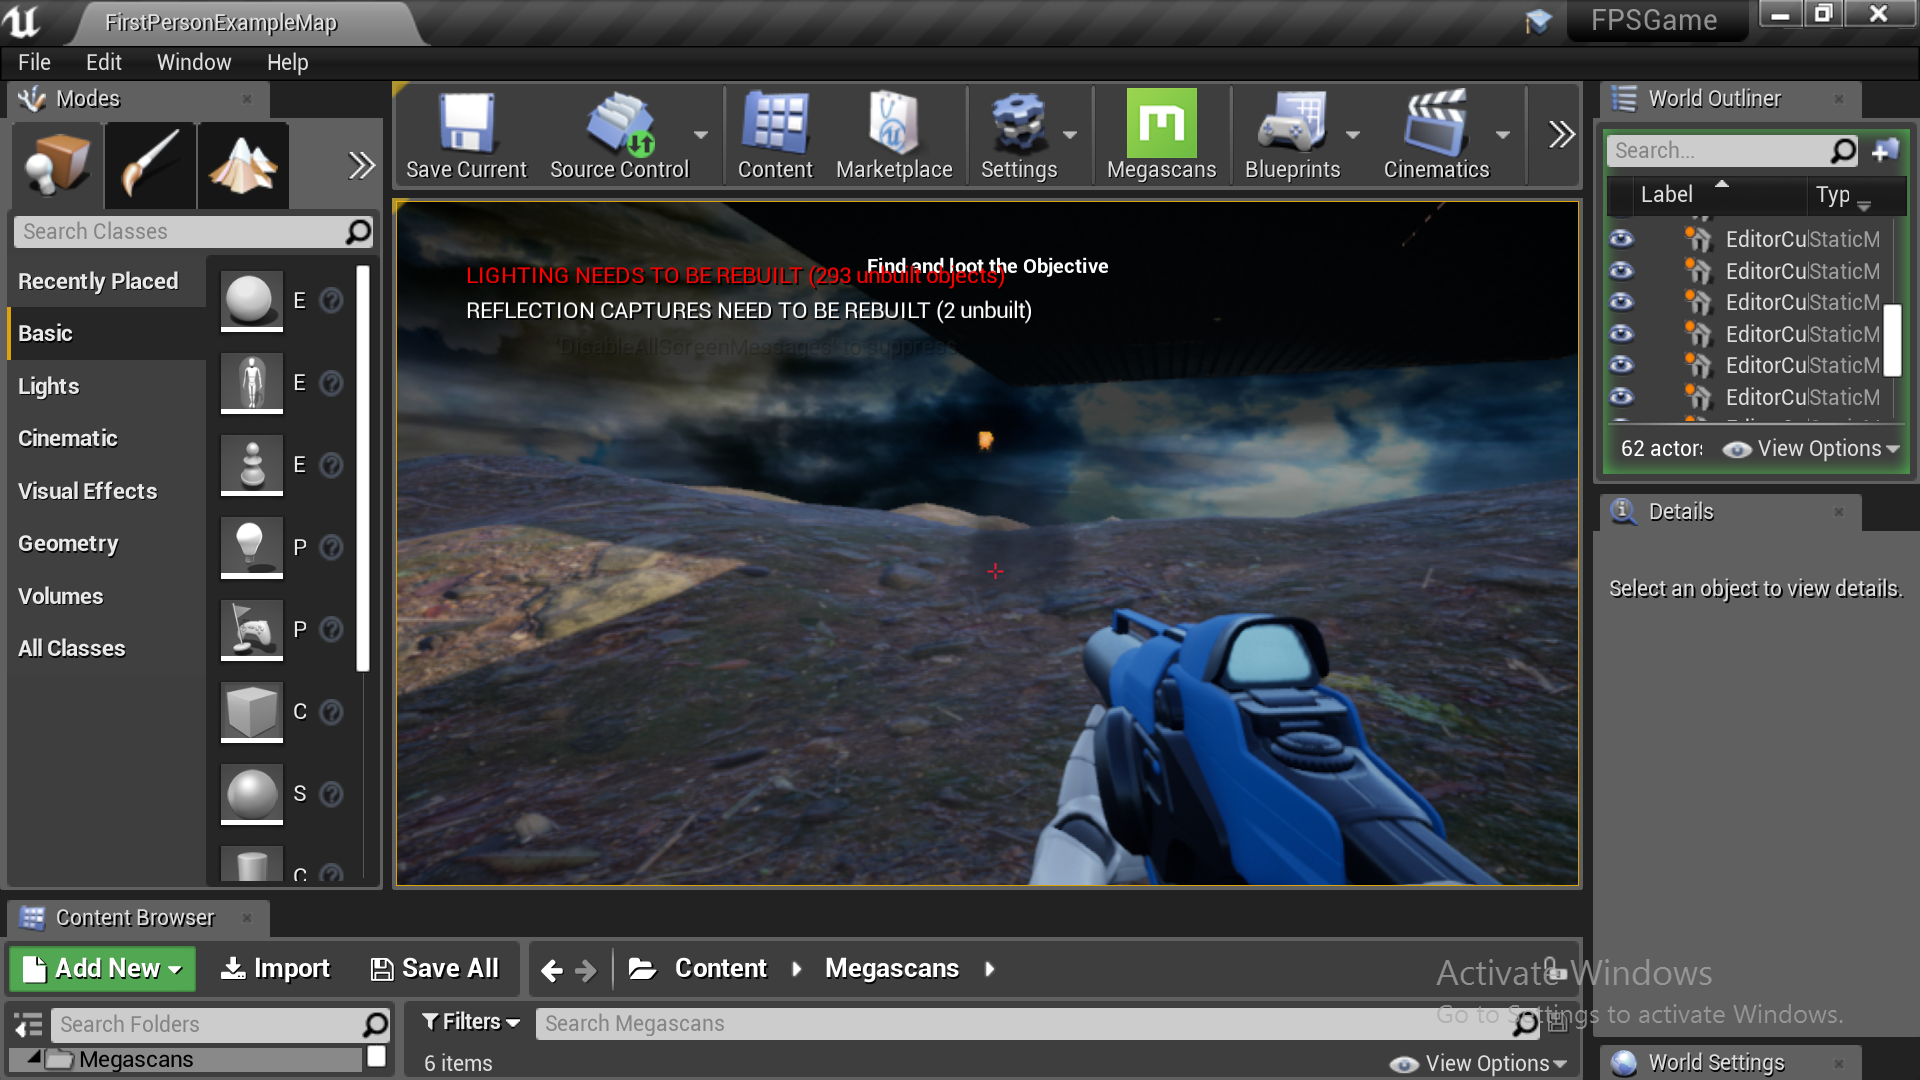 FirstPersonExampleMap
FPSGame
File Edit Window Help
Modes
Search Classes
Recently Placed
Basic
Lights
Cinematic
Visual Effects
Geometry
Volumes
All Classes
E
E
E
P
P
C
S
C
Save Current
Source Control
Content
Marketplace
Settings
Megascans
Blueprints
Cinematics
Find and loot the Objective
LIGHTING NEEDS TO BE REBUILT (293 unbuilt objects)
REFLECTION CAPTURES NEED TO BE REBUILT (2 unbuilt)
'DisableAllScreenMessages' to suppress
World Outliner
Search...
Label Typ
EditorCu StaticM
EditorCu StaticM
EditorCu StaticM
EditorCu StaticM
EditorCu StaticM
EditorCu StaticM
62 actors View Options
Details
Select an object to view details.
Content Browser
Add New Import Save All Content Megascans
Search Folders
Megascans
Filters Search Megascans
6 items View Options
Activate Windows
Go to Settings to activate Windows.
World Settings